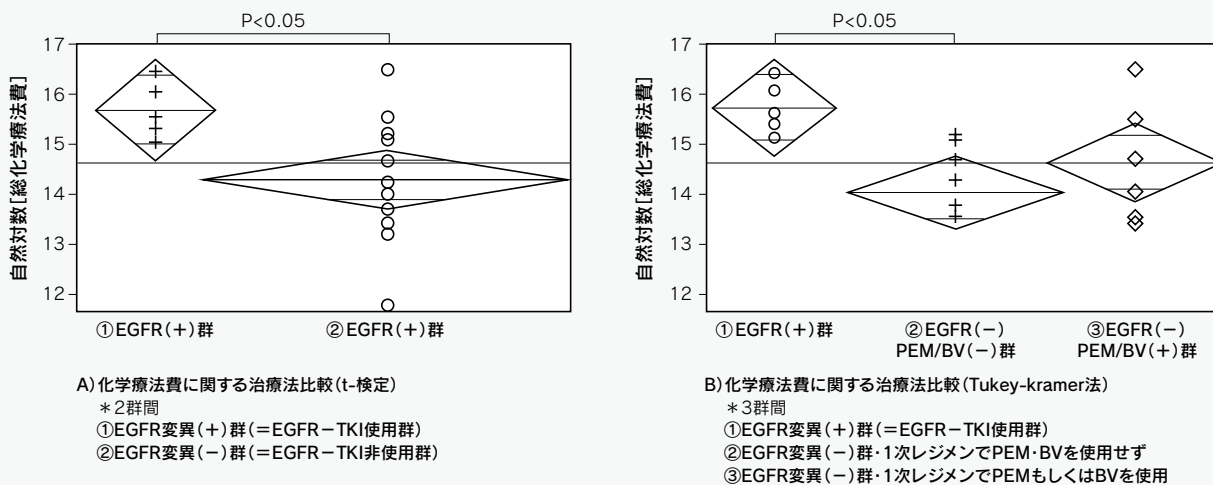 P<0.05
17
16
15
14
13
12
自然対数[総化学療法費]
①EGFR(+)群
②EGFR(+)群
A)化学療法費に関する治療法比較(t-検定)
*2群間
①EGFR変異(+)群(=EGFR-TKI使用群)
②EGFR変異(-)群(=EGFR-TKI非使用群)
P<0.05
17
16
15
14
13
12
自然対数[総化学療法費]
①EGFR(+)群
②EGFR(-)
PEM/BV(-)群
③EGFR(-)
PEM/BV(+)群
B)化学療法費に関する治療法比較(Tukey-kramer法)
*3群間
①EGFR変異(+)群(=EGFR-TKI使用群)
②EGFR変異(-)群・1次レジメンでPEM・BVを使用せず
③EGFR変異(-)群・1次レジメンでPEMもしくはBVを使用